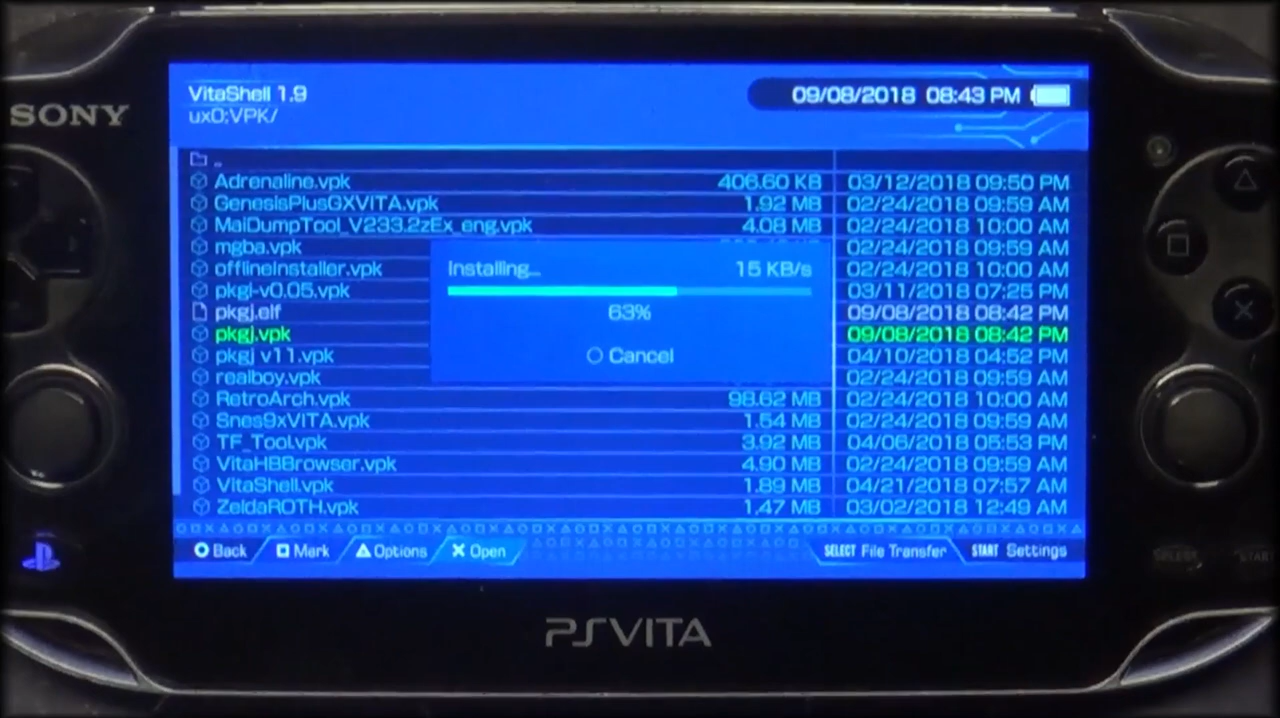 SONY
VitaShell 1.9
09/08/2018 08:43 PM
ux0:VPK/
..
Adrenaline.vpk 406.60 KB 03/12/2018 09:50 PM
GenesisPlusGXVITA.vpk 1.92 MB 02/24/2018 09:59 AM
MaiDumpTool_V233.2zEx_eng.vpk 4.08 MB 02/24/2018 10:00 AM
mgba.vpk 02/24/2018 09:59 AM
offlineInstaller.vpk 02/24/2018 10:00 AM
pkgi-v0.05.vpk 03/11/2018 07:25 PM
pkgj.elf 09/08/2018 08:42 PM
pkgj.vpk 09/08/2018 08:42 PM
pkgj v11.vpk 04/10/2018 04:52 PM
realboy.vpk 02/24/2018 09:59 AM
RetroArch.vpk 98.62 MB 02/24/2018 10:00 AM
Snes9xVITA.vpk 1.54 MB 02/24/2018 09:59 AM
TF_Tool.vpk 3.92 MB 04/06/2018 05:53 PM
VitaHBBrowser.vpk 4.90 MB 02/24/2018 09:59 AM
VitaShell.vpk 1.89 MB 04/21/2018 07:57 AM
ZeldaROTH.vpk 1.47 MB 03/02/2018 12:49 AM
Installing... 15 KB/s
63%
Cancel
Back Mark Options Open SELECT File Transfer START Settings
SELECT START
PSVITA